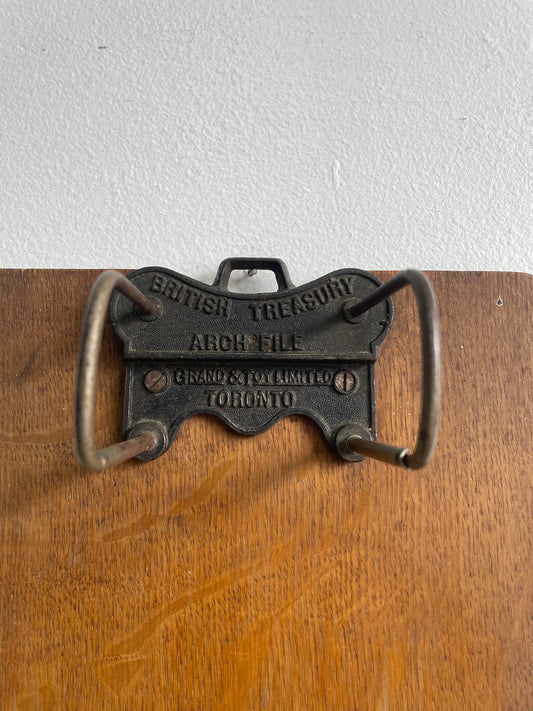 BRITISH TREASURY
ARCH FILE
GRAND & TOY LIMITED
TORONTO